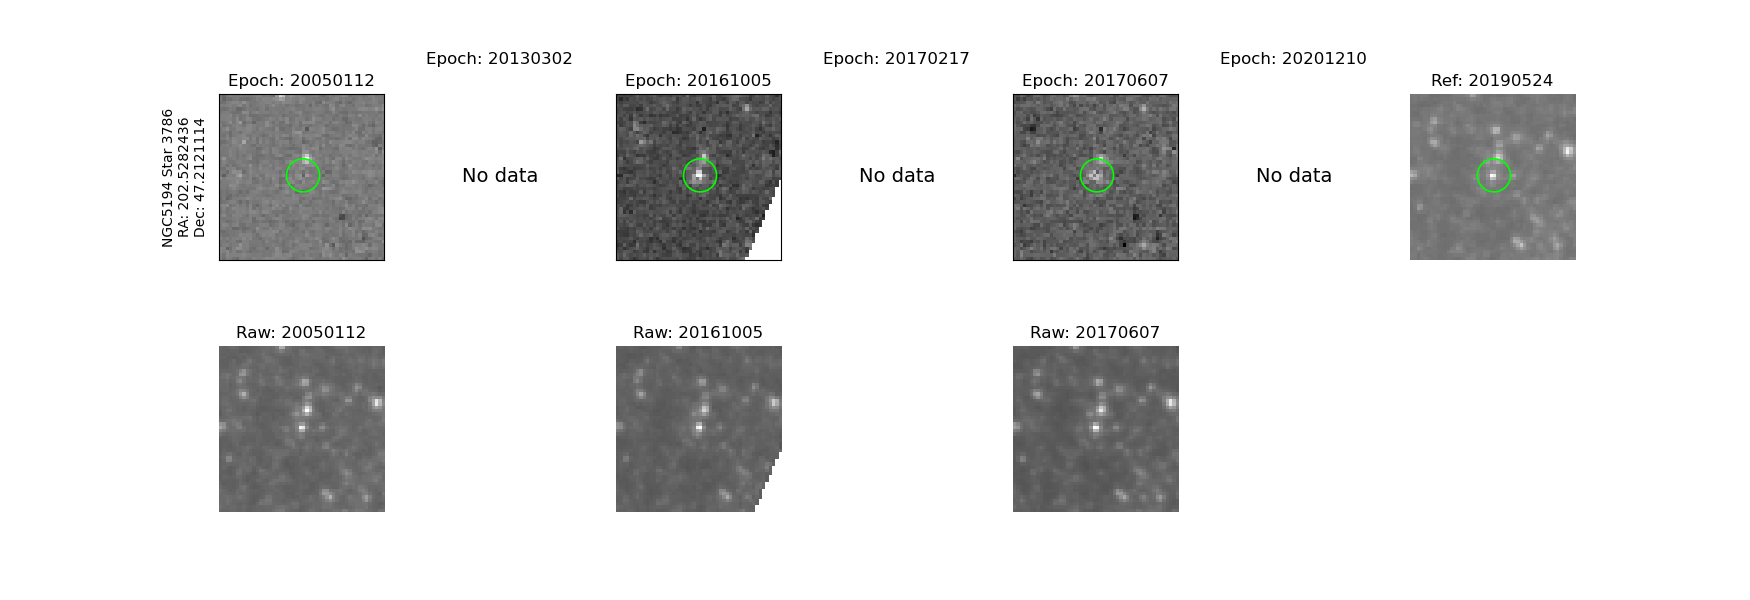 Epoch: 20130302
Epoch: 20170217
Epoch: 20201210
Epoch: 20050112
Epoch: 20161005
Epoch: 20170607
Ref: 20190524
NGC5194 Star 3786
RA: 202.5282436
Dec: 47.2121114
No data
No data
No data
Raw: 20050112
Raw: 20161005
Raw: 20170607